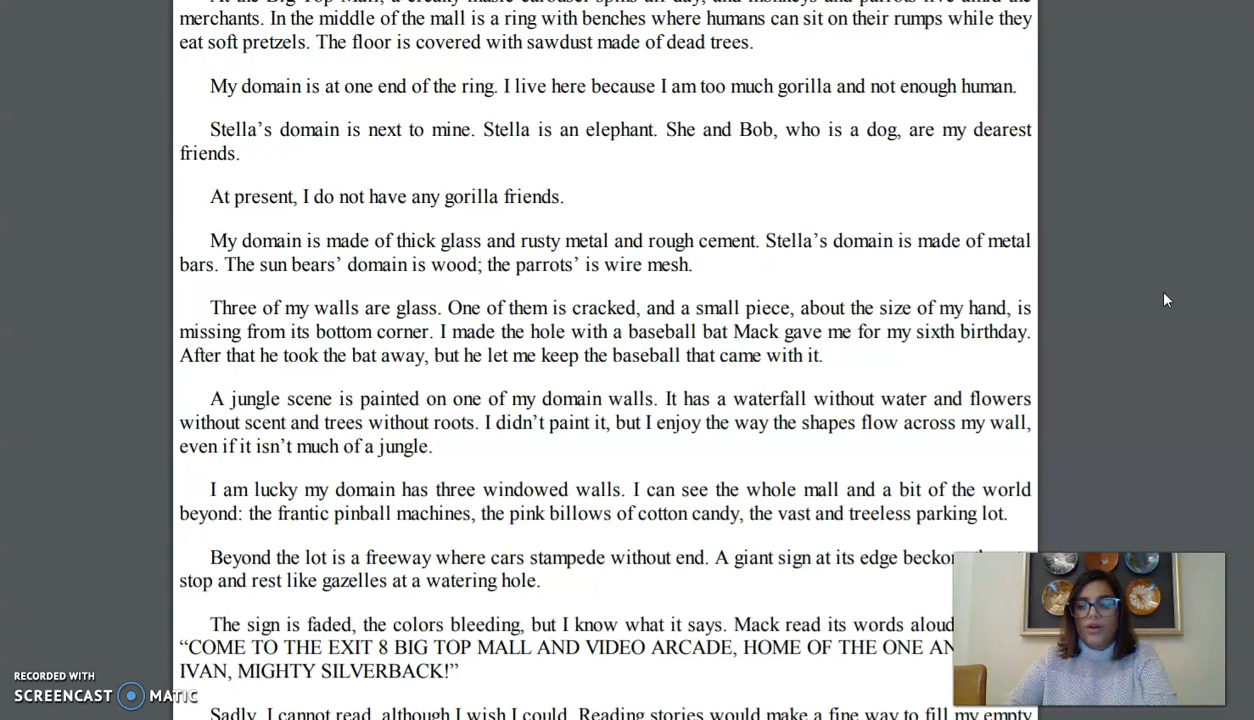 merchants. In the middle of the mall is a ring with benches where humans can sit on their rumps while they
eat soft pretzels. The floor is covered with sawdust made of dead trees.
My domain is at one end of the ring. I live here because I am too much gorilla and not enough human.
Stella’s domain is next to mine. Stella is an elephant. She and Bob, who is a dog, are my dearest
friends.
At present, I do not have any gorilla friends.
My domain is made of thick glass and rusty metal and rough cement. Stella’s domain is made of metal
bars. The sun bears’ domain is wood; the parrots’ is wire mesh.
Three of my walls are glass. One of them is cracked, and a small piece, about the size of my hand, is
missing from its bottom corner. I made the hole with a baseball bat Mack gave me for my sixth birthday.
After that he took the bat away, but he let me keep the baseball that came with it.
A jungle scene is painted on one of my domain walls. It has a waterfall without water and flowers
without scent and trees without roots. I didn’t paint it, but I enjoy the way the shapes flow across my wall,
even if it isn’t much of a jungle.
I am lucky my domain has three windowed walls. I can see the whole mall and a bit of the world
beyond: the frantic pinball machines, the pink billows of cotton candy, the vast and treeless parking lot.
Beyond the lot is a freeway where cars stampede without end. A giant sign at its edge
stop and rest like gazelles at a watering hole.
The sign is faded, the colors bleeding, but I know what it says. Mack read its words aloud
“COME TO THE EXIT 8 BIG TOP MALL AND VIDEO ARCADE, HOME OF THE ONE
IVAN, MIGHTY SILVERBACK!”
Sadly, I cannot read, although I wish I could. Reading stories would make a fine way to fill my empty
RECORDED WITH
SCREENCAST MATIC